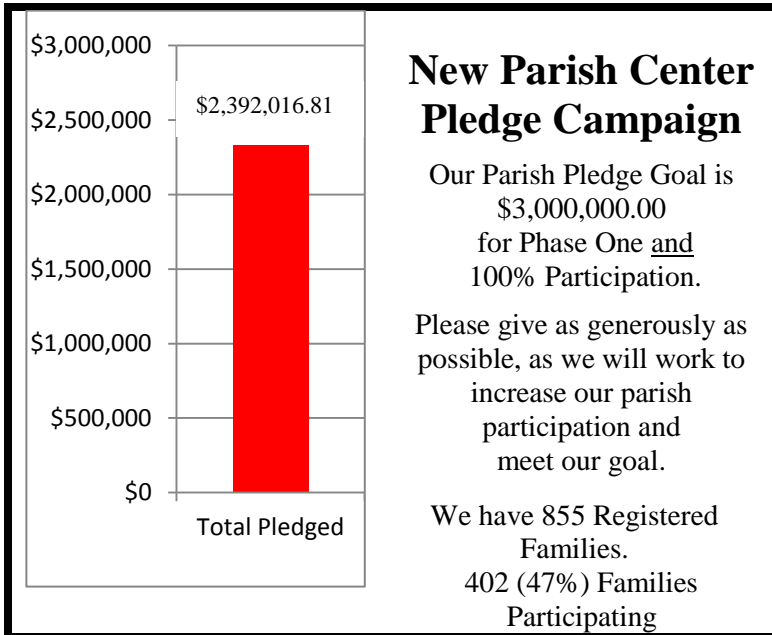 $3,000,000
$2,500,000
$2,000,000
$1,500,000
$1,000,000
$500,000
$0
$2,392,016.81
Total Pledged
New Parish Center
Pledge Campaign
Our Parish Pledge Goal is
$3,000,000.00
for Phase One and
100% Participation.
Please give as generously as
possible, as we will work to
increase our parish
participation and
meet our goal.
We have 855 Registered
Families.
402 (47%) Families
Participating